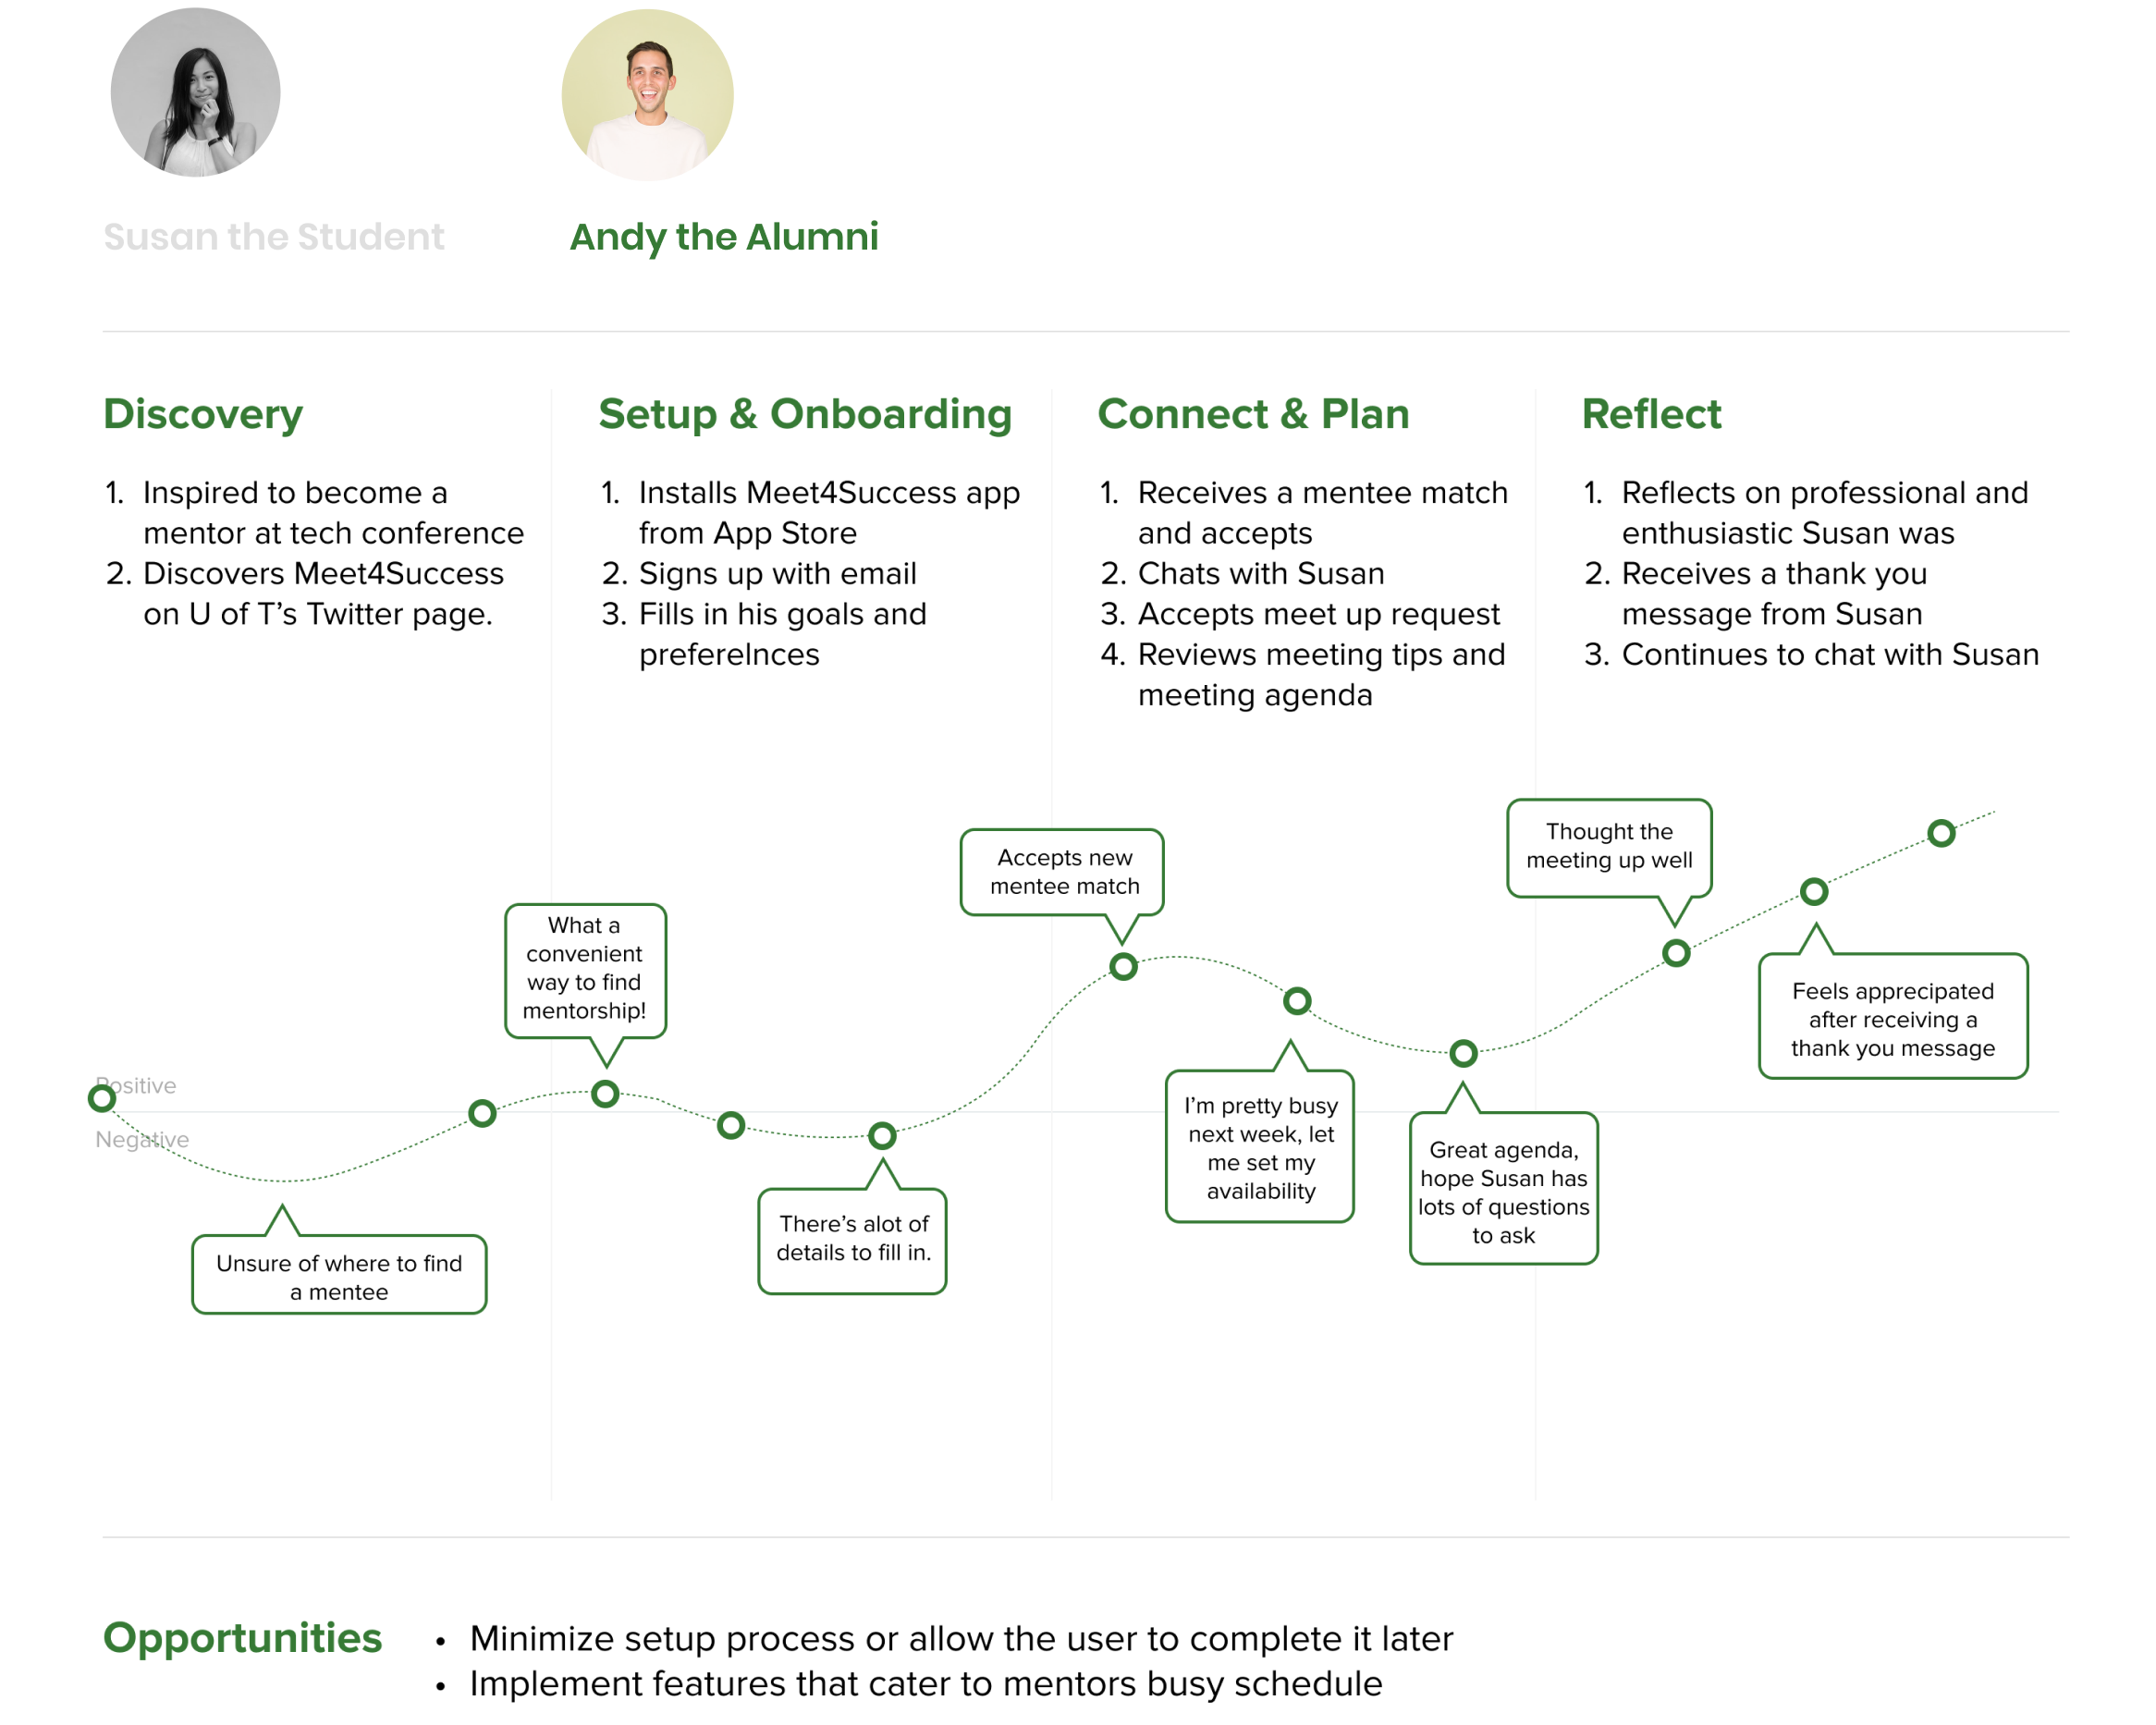 Susan the Student
Andy the Alumni
Discovery
1. Inspired to become a
mentor at tech conference
2. Discovers Meet4Success
on U of T’s Twitter page.
Setup & Onboarding
1. Installs Meet4Success app
from App Store
2. Signs up with email
3. Fills in his goals and
preferelnces
Connect & Plan
1. Receives a mentee match
and accepts
2. Chats with Susan
3. Accepts meet up request
4. Reviews meeting tips and
meeting agenda
Reflect
1. Reflects on professional and
enthusiastic Susan was
2. Receives a thank you
message from Susan
3. Continues to chat with Susan
Positive
Negative
Unsure of where to find
a mentee
What a
convenient
way to find
mentorship!
There’s alot of
details to fill in.
Accepts new
mentee match
I’m pretty busy
next week, let
me set my
availability
Great agenda,
hope Susan has
lots of questions
to ask
Thought the
meeting up well
Feels apprecipated
after receiving a
thank you message
Opportunities
• Minimize setup process or allow the user to complete it later
• Implement features that cater to mentors busy schedule